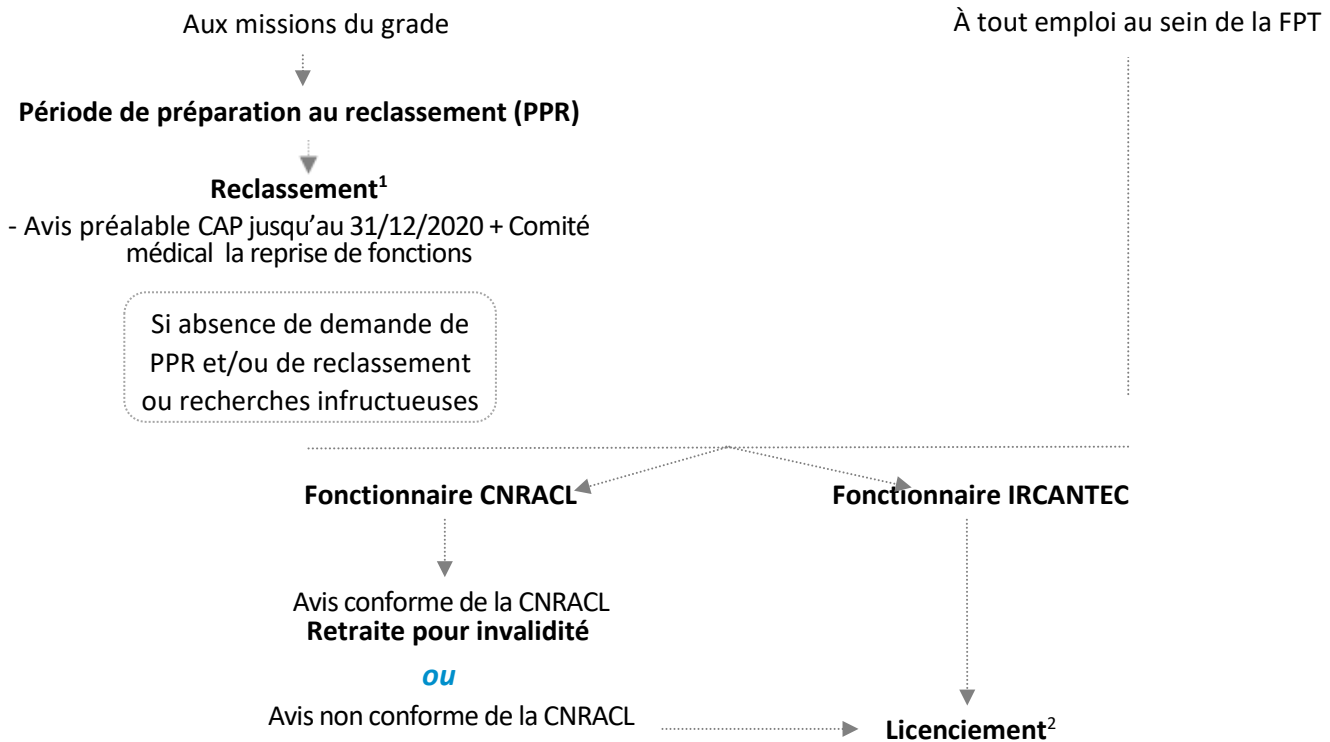 Aux missions du grade
À tout emploi au sein de la FPT
Période de préparation au reclassement (PPR)
Reclassement¹
- Avis préalable CAP jusqu’au 31/12/2020 + Comité
médical la reprise de fonctions
Si absence de demande de
PPR et/ou de reclassement
ou recherches infructueuses
Fonctionnaire CNRACL
Fonctionnaire IRCANTEC
Avis conforme de la CNRACL
Retraite pour invalidité
ou
Avis non conforme de la CNRACL
Licenciement²